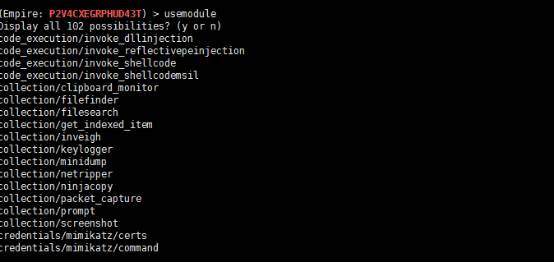 (Empire: P2V4CXEGRPHUD43T) > usemodule
Display all 102 possibilities? (y or n)
code_execution/invoke_dllinjection
code_execution/invoke_reflectivepeinjection
code_execution/invoke_shellcode
code_execution/invoke_shellcodemsil
collection/clipboard_monitor
collection/filefinder
collection/filesearch
collection/get_indexed_item
collection/inveigh
collection/keylogger
collection/minidump
collection/netripper
collection/ninjacopy
collection/packet_capture
collection/prompt
collection/screenshot
credentials/mimikatz/certs
credentials/mimikatz/command